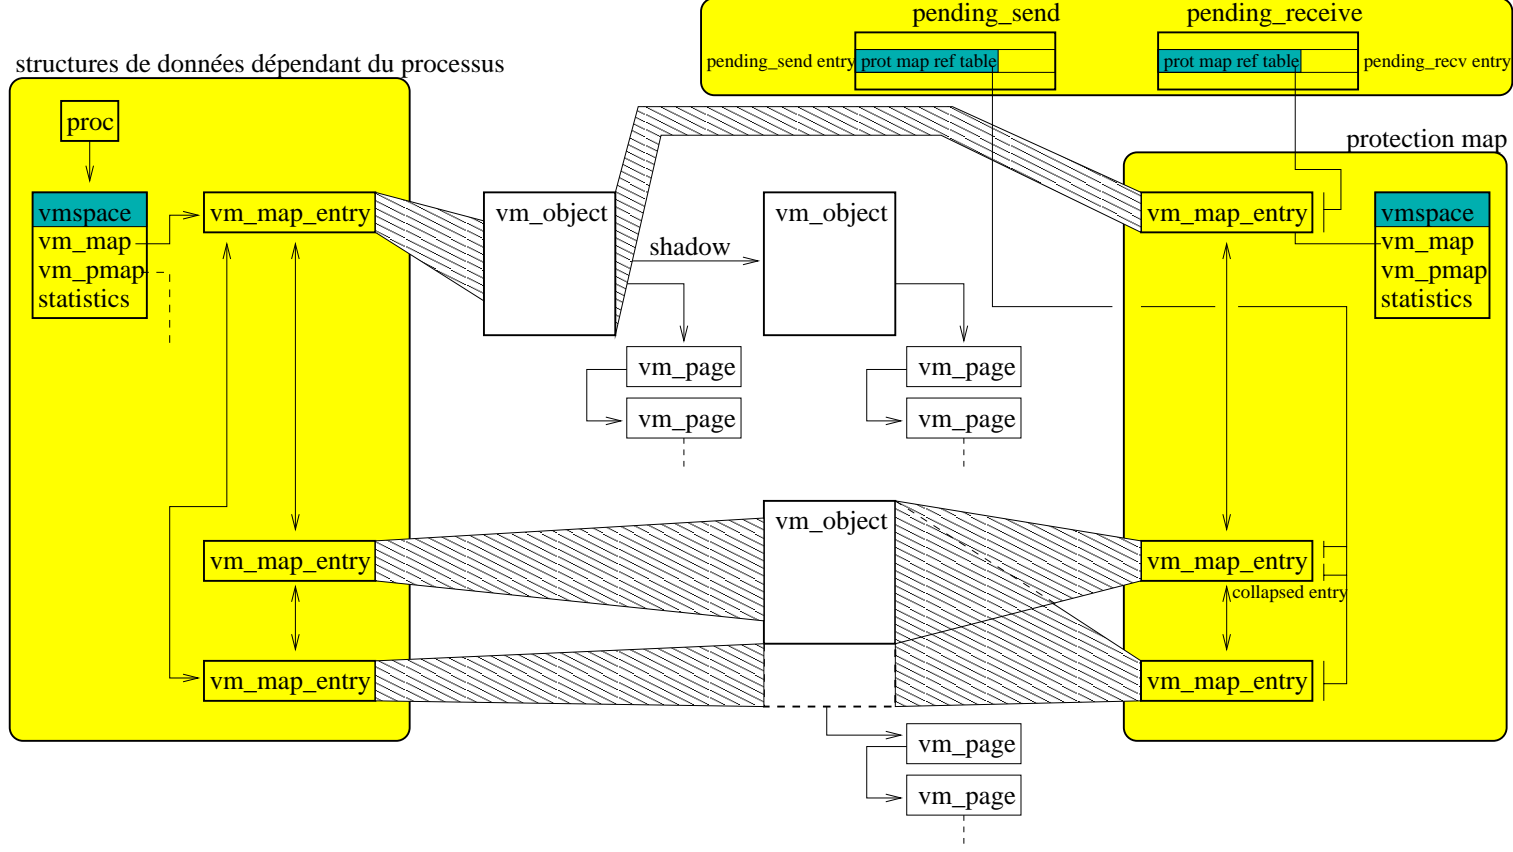 pending_send
pending_receive
pending_send entry
prot map ref table
prot map ref table
pending_recv entry
structures de données dépendant du processus
protection map
proc
vmspace
vm_map
vm_pmap
statistics
vm_map_entry
vm_object
shadow
vm_object
vm_map_entry
vmspace
vm_map
vm_pmap
statistics
vm_page
vm_page
vm_page
vm_page
vm_object
vm_map_entry
vm_map_entry
collapsed entry
vm_map_entry
vm_map_entry
vm_page
vm_page